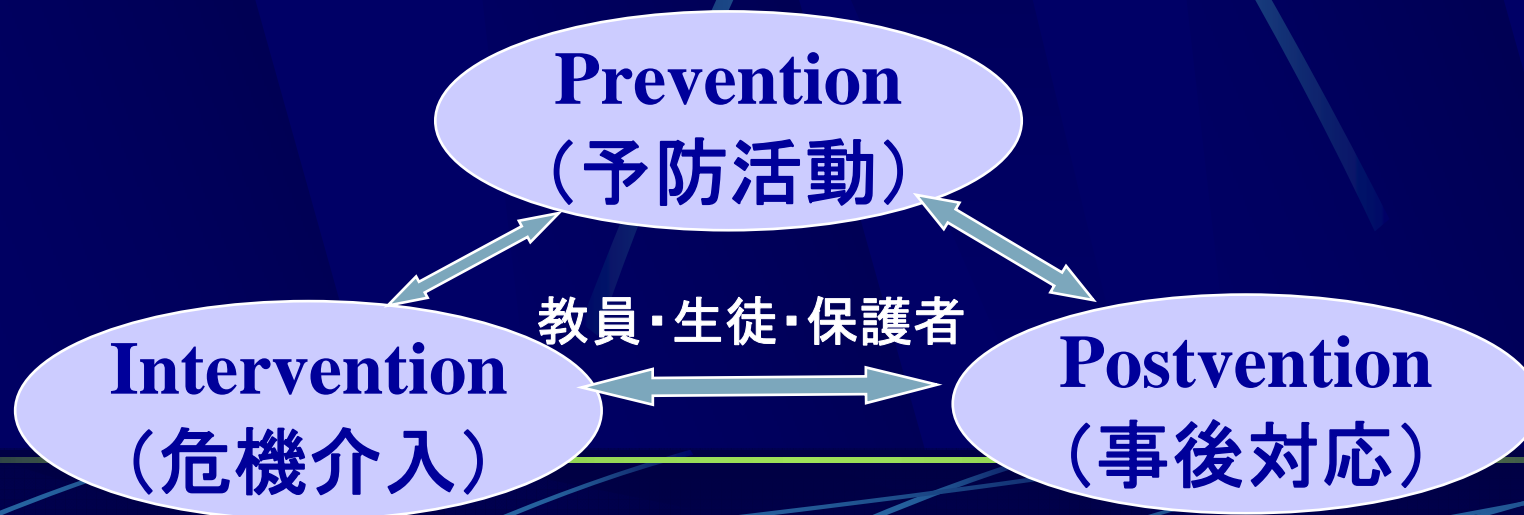 Prevention
（予防活動）
教員・生徒・保護者
Intervention
（危機介入）
Postvention
（事後対応）